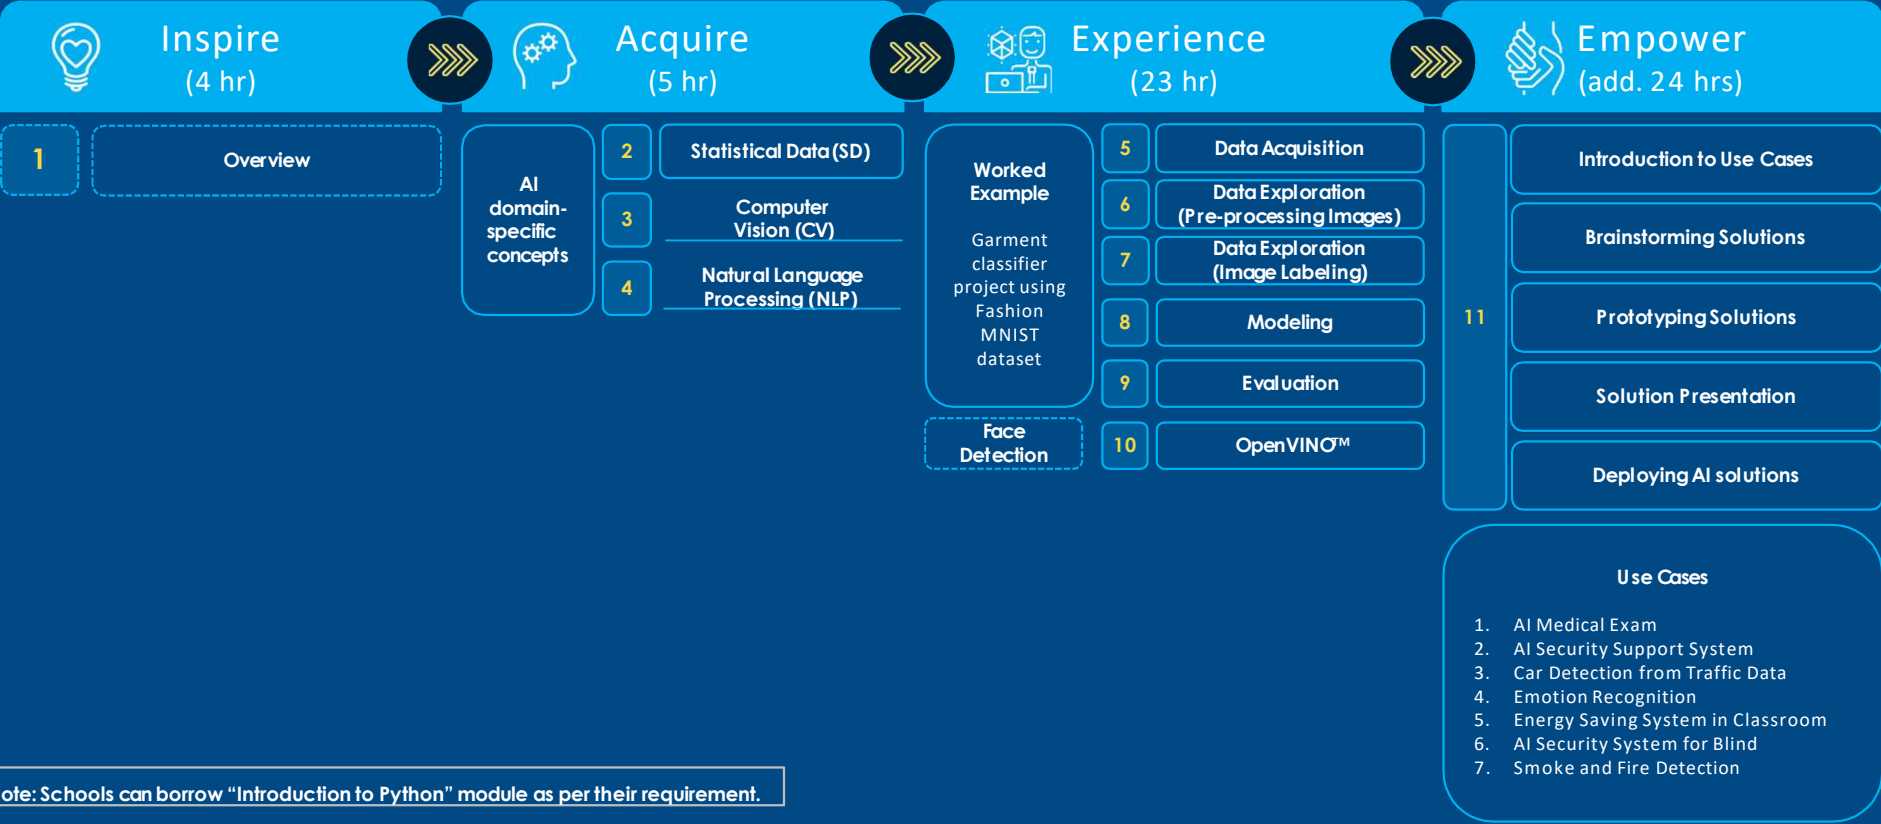 Inspire
(4 hr)
Acquire
(5 hr)
Experience
(23 hr)
Empower
(add. 24 hrs)
1
Overview
AI
domain-
specific
concepts
2
Statistical Data (SD)
3
Computer
Vision (CV)
4
Natural Language
Processing (NLP)
Worked
Example
Garment
classifier
project using
Fashion
MNIST
dataset
5
Data Acquisition
6
Data Exploration
(Pre-processing Images)
7
Data Exploration
(Image Labeling)
8
Modeling
9
Evaluation
Face
Detection
10
OpenVINO™
11
Introduction to Use Cases
Brainstorming Solutions
Prototyping Solutions
Solution Presentation
Deploying AI solutions
Use Cases
1. AI Medical Exam
2. AI Security Support System
3. Car Detection from Traffic Data
4. Emotion Recognition
5. Energy Saving System in Classroom
6. AI Security System for Blind
7. Smoke and Fire Detection
ote: Schools can borrow “Introduction to Python” module as per their requirement.